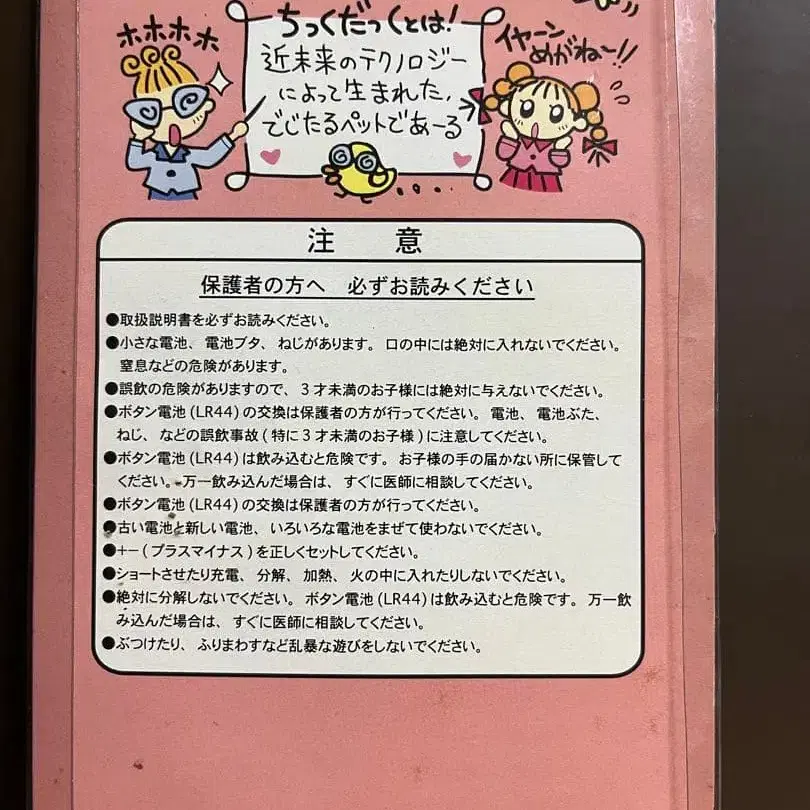 ちっくだっくとは!
ホホホホ
近未来のテクノロジー
によって生まれた、
でじたるペットであーる
イヤーン
めがね〜!!
注 意
保護者の方へ 必ずお読みください
●取扱説明書を必ずお読みください。
●小さな電池、電池ブタ、ねじがあります。口の中には絶対に入れないでください。
窒息などの危険があります。
●誤飲の危険がありますので、3才未満のお子様には絶対に与えないでください。
●ボタン電池(LR44)の交換は保護者の方が行ってください。電池、電池ぶた、
ねじ、などの誤飲事故(特に3才未満のお子様)に注意してください。
●ボタン電池(LR44)は飲み込むと危険です。お子様の手の届かない所に保管して
ください。万一飲み込んだ場合は、すぐに医師に相談してください。
●ボタン電池(LR44)の交換は保護者の方が行ってください。
●古い電池と新しい電池、いろいろな電池をまぜて使わないでください。
●+−(プラスマイナス)を正しくセットしてください。
●ショートさせたり充電、分解、加熱、火の中に入れたりしないでください。
●絶対に分解しないでください。ボタン電池(LR44)は飲み込むと危険です。万一飲
み込んだ場合は、すぐに医師に相談してください。
●ぶつけたり、ふりまわすなど乱暴な遊びをしないでください。